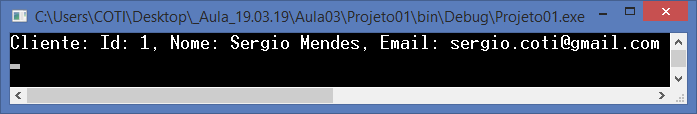 C:\Users\COTI\Desktop\_Aula_19.03.19\Aula03\Projeto01\bin\Debug\Projeto01.exe
Cliente: Id: 1, Nome: Sergio Mendes, Email: sergio.coti@gmail.com